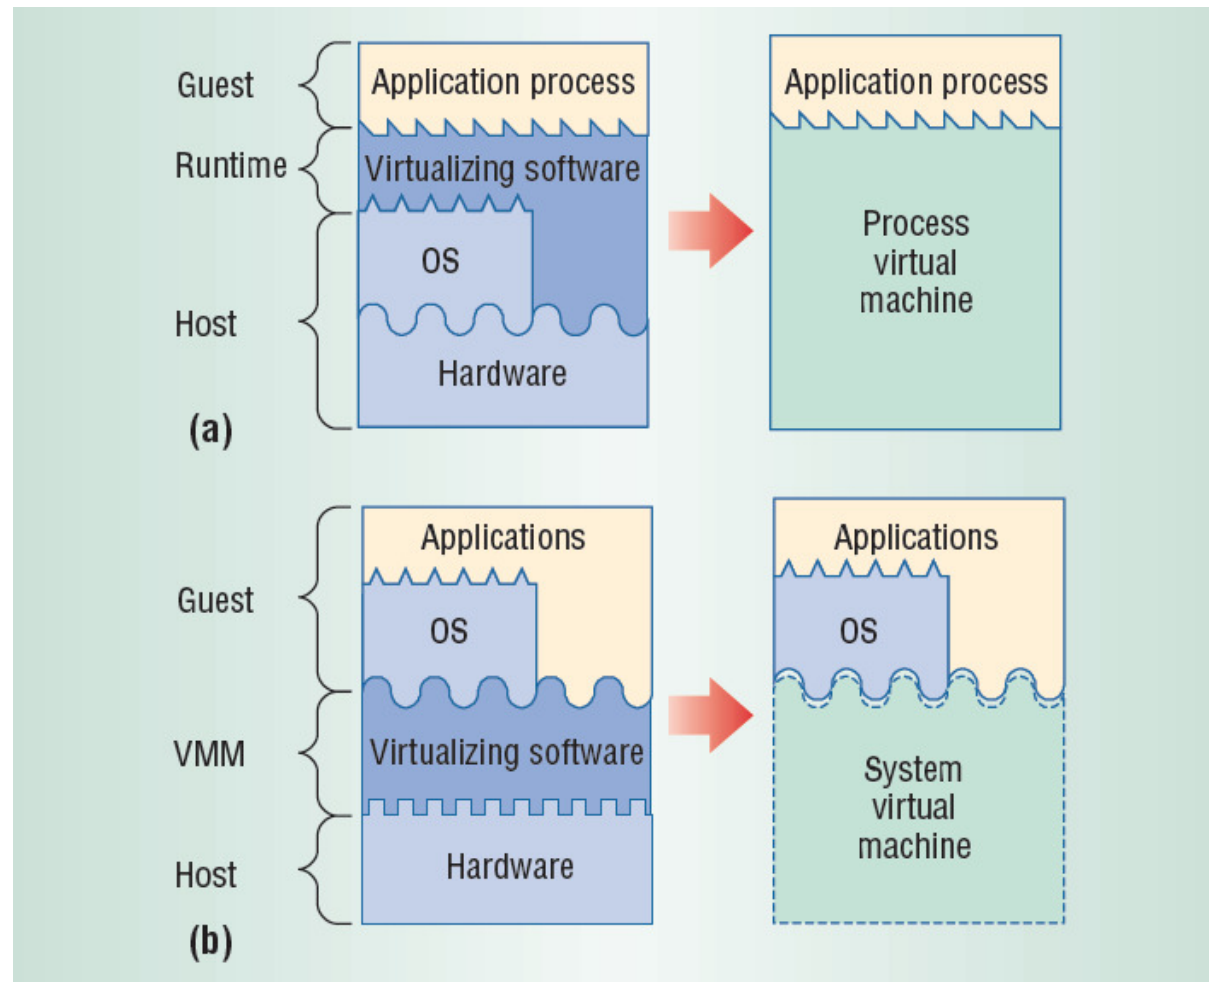 Guest
Application process
Application process
Runtime
Virtualizing software
Process
virtual
machine
OS
Host
Hardware
(a)
Applications
Applications
Guest
OS
OS
VMM
Virtualizing software
System
virtual
machine
Host
Hardware
(b)